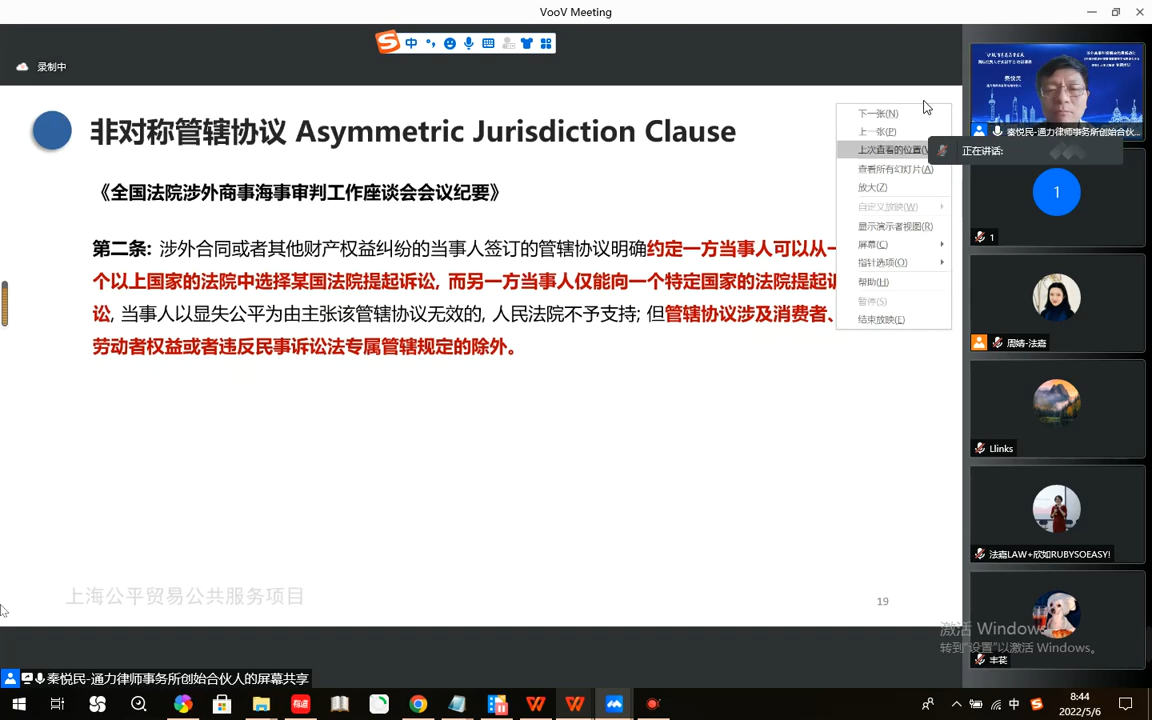 VooV Meeting
中
录制中
非对称管辖协议 Asymmetric Jurisdiction Clause
《全国法院涉外商事海事审判工作座谈会会议纪要》
第二条: 涉外合同或者其他财产权益纠纷的当事人签订的管辖协议明确约定一方当事人可以从一
个以上国家的法院中选择某国法院提起诉讼, 而另一方当事人仅能向一个特定国家的法院提起诉
讼, 当事人以显失公平为由主张该管辖协议无效的, 人民法院不予支持; 但管辖协议涉及消费者、
劳动者权益或者违反民事诉讼法专属管辖规定的除外。
上海公平贸易公共服务项目
19
下一张(N)
上一张(P)
上次查看的位置(
查看所有幻灯片(A)
放大(Z)
自定义放映(W)
显示演示者视图(R)
屏幕(C)
指针选项(O)
帮助(H)
暂停(S)
结束放映(E)
秦悦民
秦悦民-通力律师事务所创始合伙...
正在讲话:
1
1
周嫡-法嘉
Llinks
法嘉LAW+欣如RUBYSOEASY!
丰荽
激活 Windows
转到"设置"以激活 Windows。
秦悦民-通力律师事务所创始合伙人的屏幕共享
中
8:44
2022/5/6